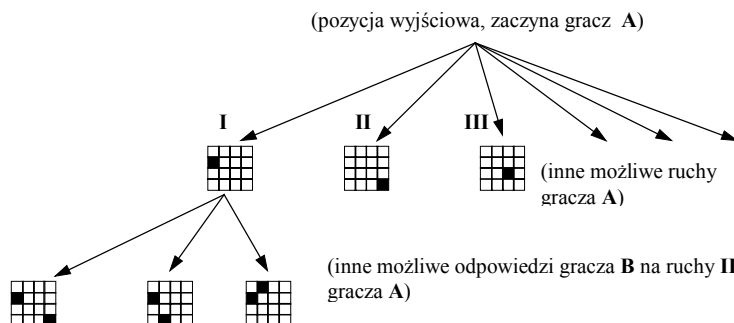 (pozycja wyjściowa, zaczyna gracz A)
I II III
(inne możliwe ruchy
gracza A)
(inne możliwe odpowiedzi gracza B na ruchy II
gracza A)